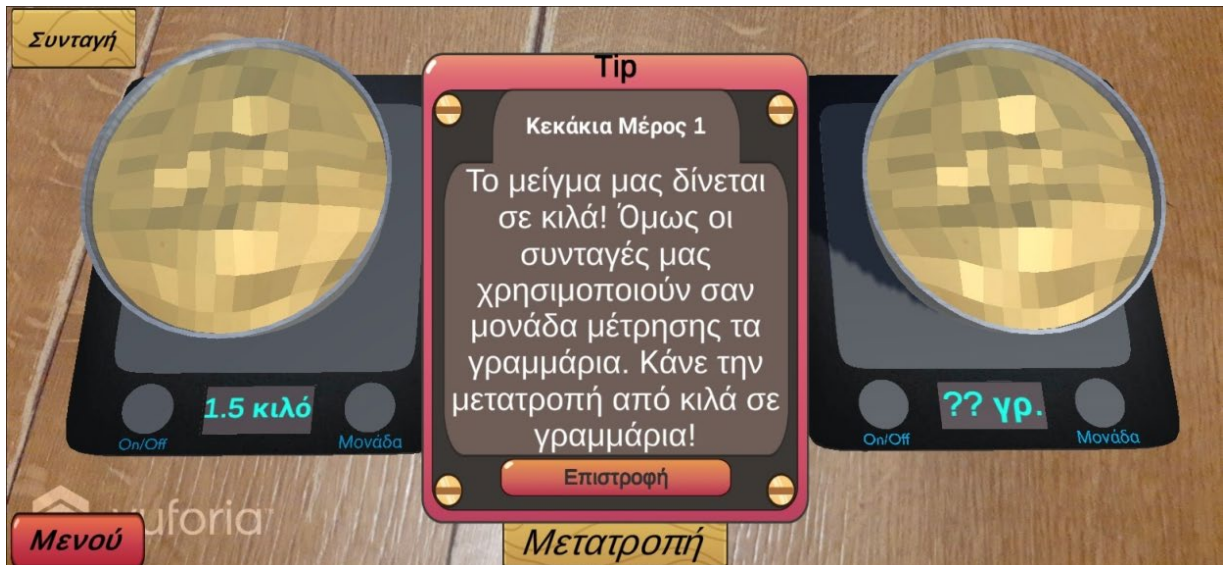 Συνταγή
Tip
Κεκάκια Μέρος 1
Το μείγμα μας δίνεται
σε κιλά! Όμως οι
συνταγές μας
χρησιμοποιούν σαν
μονάδα μέτρησης τα
γραμμάρια. Κάνε την
μετατροπή από κιλά σε
γραμμάρια!
Επιστροφή
1.5 κιλό
On/Off
Μονάδα
?? γρ.
On/Off
Μονάδα
vuforia
Μενού
Μετατροπή